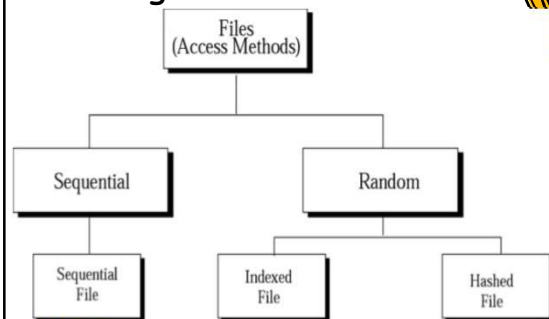 Files
(Access Methods)
Sequential
Random
Sequential
File
Indexed
File
Hashed
File